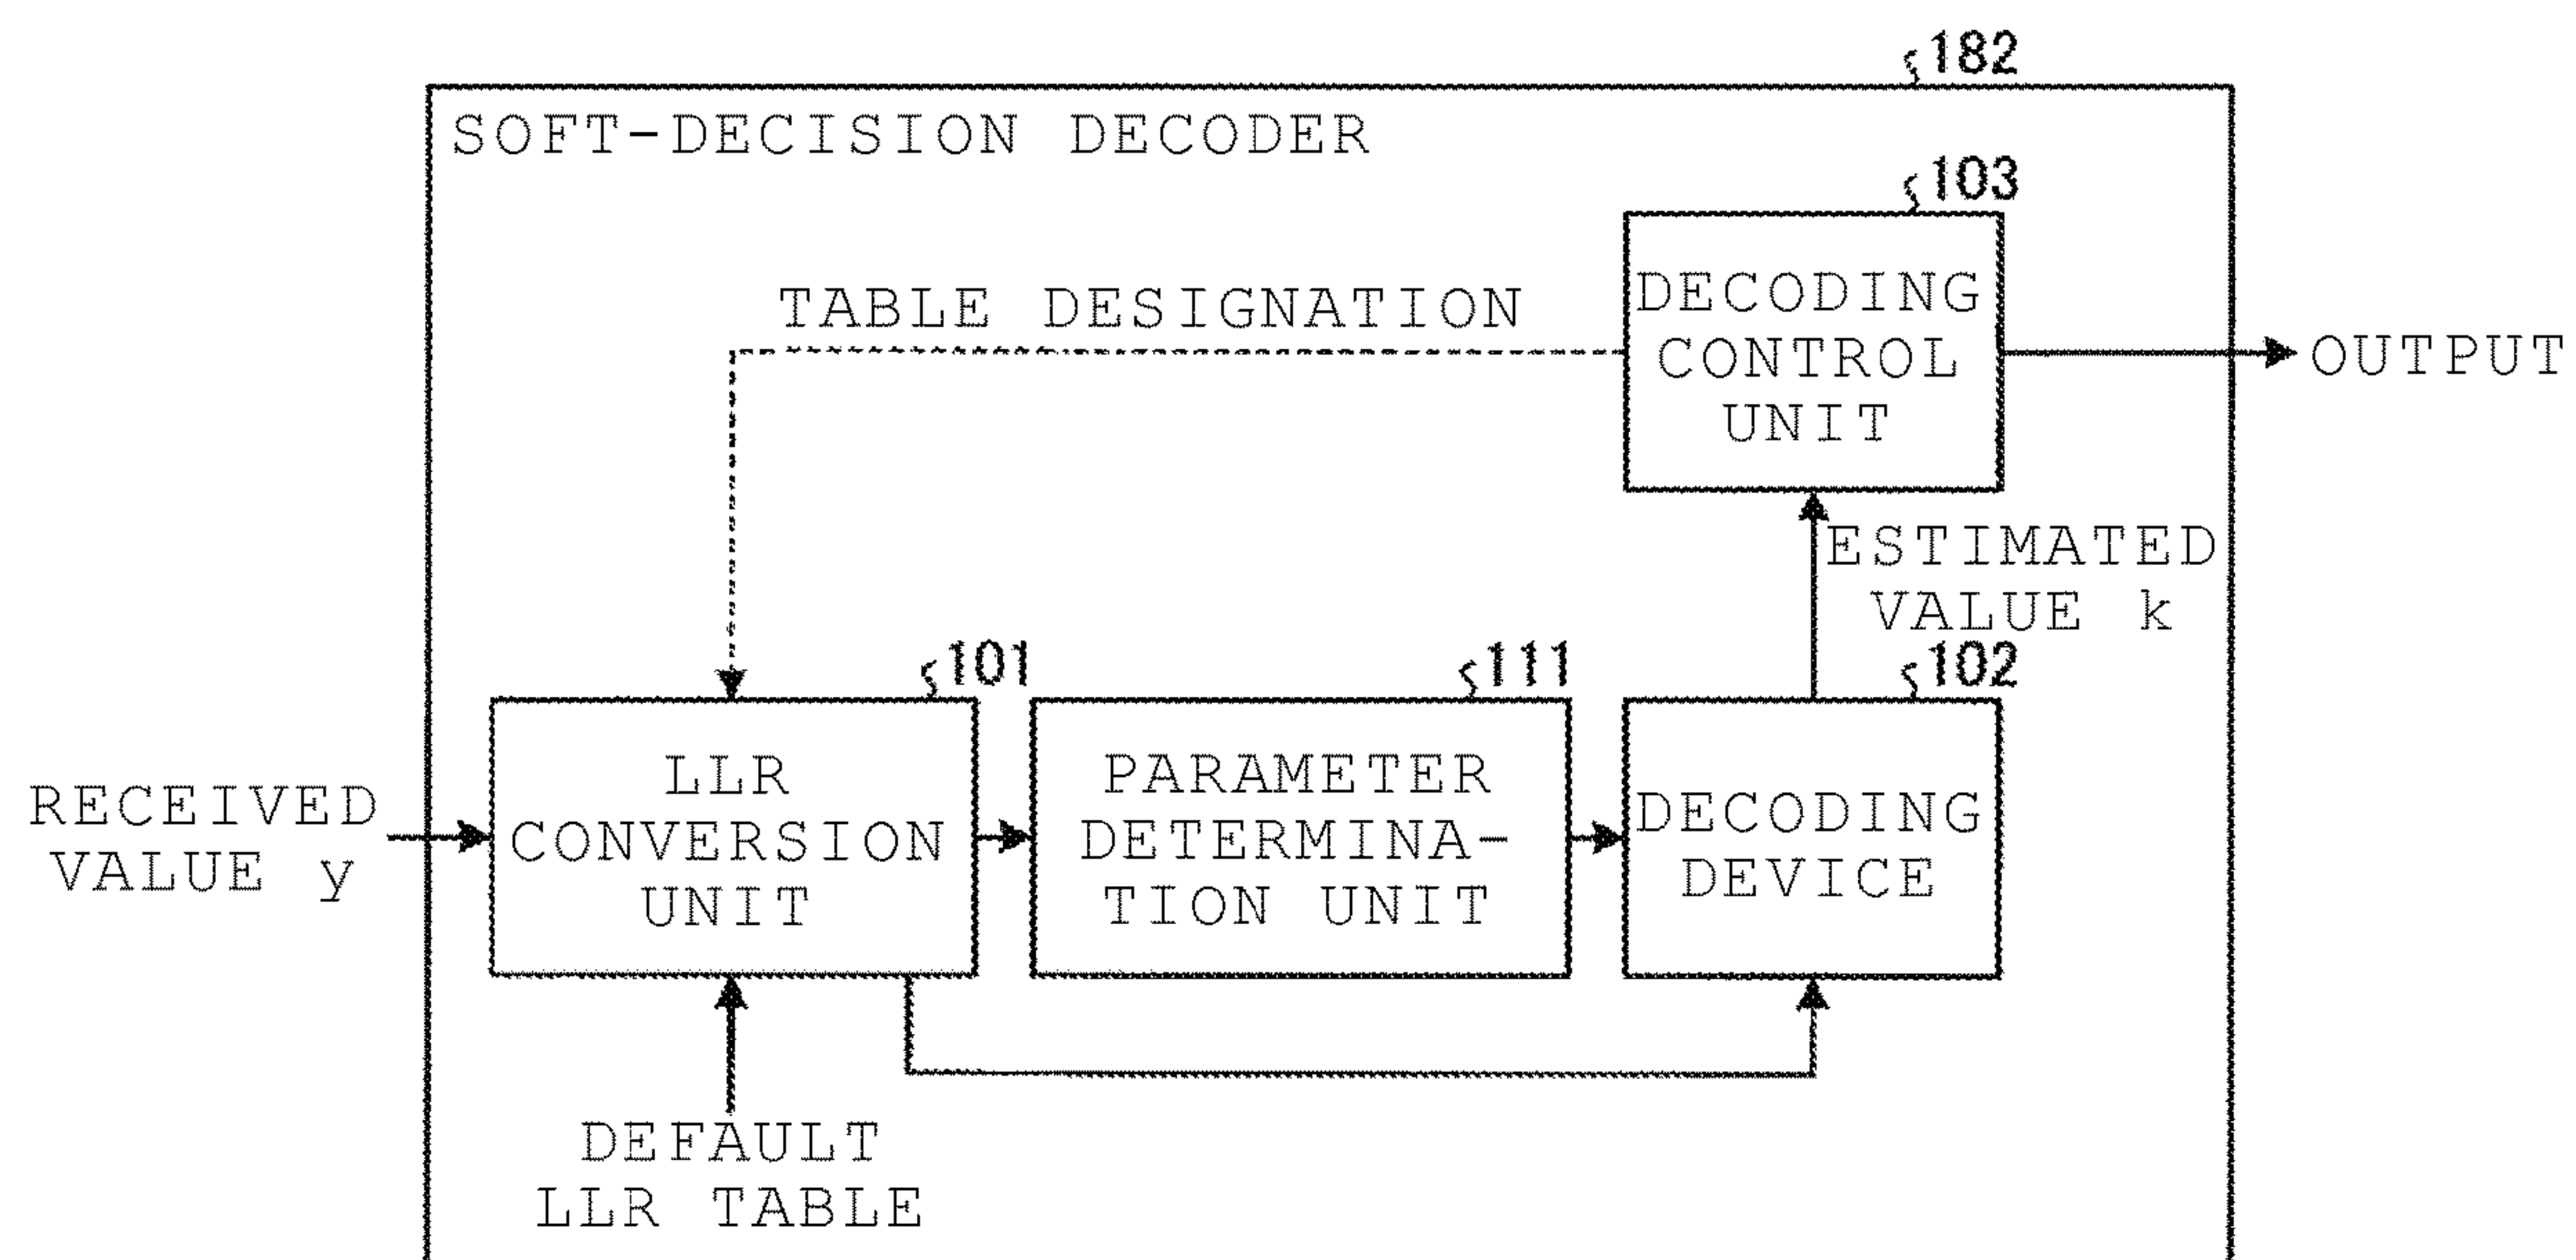 182
SOFT-DECISION DECODER
103
DECODING
CONTROL
UNIT
TABLE DESIGNATION
OUTPUT
ESTIMATED
VALUE k
101
111
102
RECEIVED
VALUE y
LLR
CONVERSION
UNIT
PARAMETER
DETERMINA-
TION UNIT
DECODING
DEVICE
DEFAULT
LLR TABLE